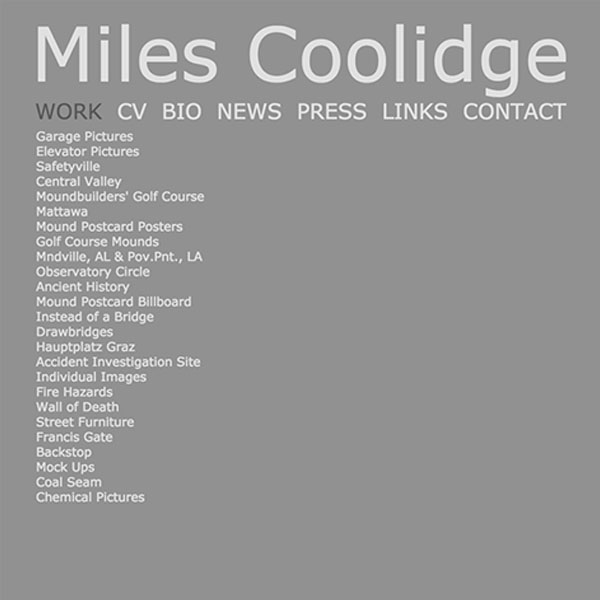 Miles Coolidge
WORK CV BIO NEWS PRESS LINKS CONTACT
Garage Pictures
Elevator Pictures
Safetyville
Central Valley
Moundbuilders' Golf Course
Mattawa
Mound Postcard Posters
Golf Course Mounds
Mndville, AL & Pov.Pnt., LA
Observatory Circle
Ancient History
Mound Postcard Billboard
Instead of a Bridge
Drawbridges
Hauptplatz Graz
Accident Investigation Site
Individual Images
Fire Hazards
Wall of Death
Street Furniture
Francis Gate
Backstop
Mock Ups
Coal Seam
Chemical Pictures